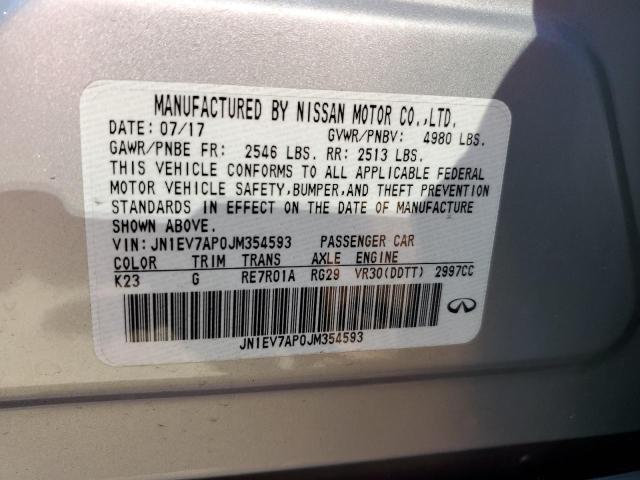 MANUFACTURED BY NISSAN MOTOR CO.,LTD.
DATE: 07/17 GVWR/PNBV: 4980 LBS.
GAWR/PNBE FR: 2546 LBS. RR: 2513 LBS.
THIS VEHICLE CONFORMS TO ALL APPLICABLE FEDERAL
MOTOR VEHICLE SAFETY,BUMPER,AND THEFT PREVENTION
STANDARDS IN EFFECT ON THE DATE OF MANUFACTURE
SHOWN ABOVE.
VIN: JN1EV7AP0JM354593 PASSENGER CAR
COLOR TRIM TRANS AXLE ENGINE
K23 G RE7R01A RG29 VR30(DDTT) 2997CC
JN1EV7AP0JM354593